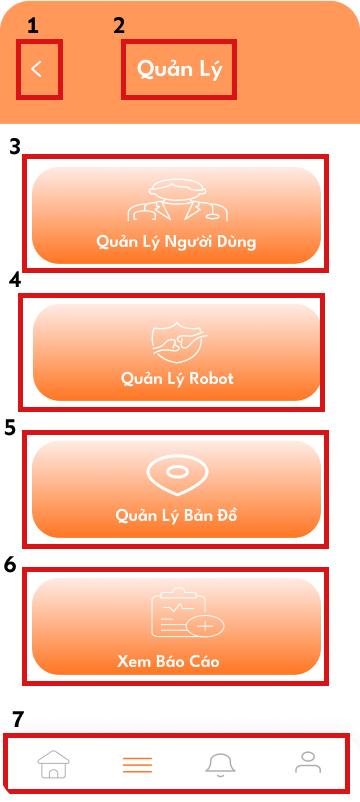 1
2
Quản Lý
3
Quản Lý Người Dùng
4
Quản Lý Robot
5
Quản Lý Bản Đồ
6
Xem Báo Cáo
7